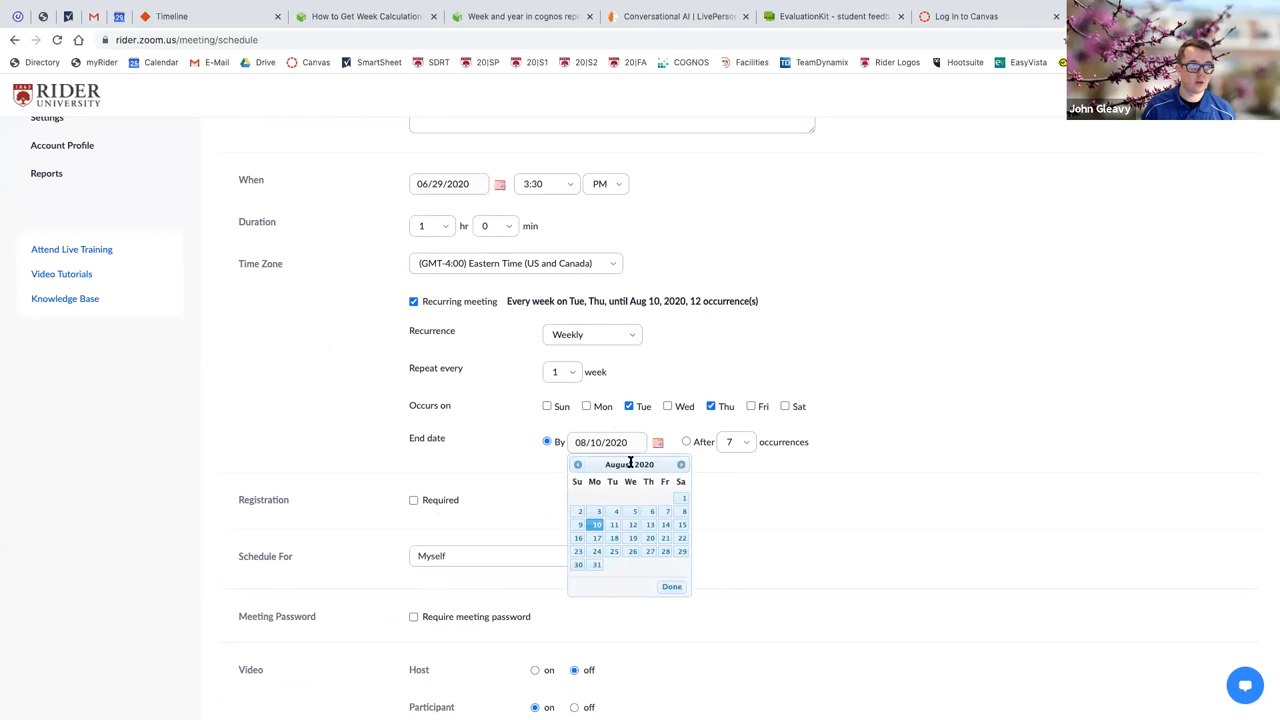 Timeline
How to Get Week Calculation
Week and year in cognos rep
Conversational AI | LivePerso
EvaluationKit - student feedb
Log In to Canvas
rider.zoom.us/meeting/schedule
Directory
myRider
Calendar
E-Mail
Drive
Canvas
SmartSheet
SDRT
20|SP
20|S1
20|S2
20|FA
COGNOS
Facilities
TeamDynamix
Rider Logos
Hootsuite
EasyVista
John Gleavy
RIDER
UNIVERSITY
Settings
Account Profile
Reports
Attend Live Training
Video Tutorials
Knowledge Base
When 06/29/2020 3:30 PM
Duration 1 hr 0 min
Time Zone (GMT-4:00) Eastern Time (US and Canada)
Recurring meeting Every week on Tue, Thu, until Aug 10, 2020, 12 occurrence(s)
Recurrence Weekly
Repeat every 1 week
Occurs on Sun Mon Tue Wed Thu Fri Sat
End date By 08/10/2020 After 7 occurrences
August 2020
Su Mo Tu We Th Fr Sa
1
2 3 4 5 6 7 8
9 10 11 12 13 14 15
16 17 18 19 20 21 22
23 24 25 26 27 28 29
30 31
Done
Registration Required
Schedule For Myself
Meeting Password Require meeting password
Video Host on off
Participant on off